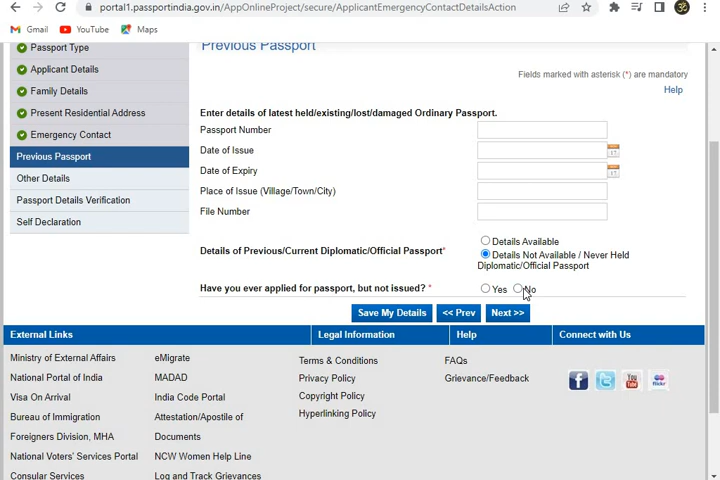 portal1.passportindia.gov.in/AppOnlineProject/secure/ApplicantEmergencyContactDetailsAction
Gmail
YouTube
Maps
Passport Type
Applicant Details
Family Details
Present Residential Address
Emergency Contact
Previous Passport
Other Details
Passport Details Verification
Self Declaration
Previous Passport
Fields marked with asterisk (*) are mandatory
Help
Enter details of latest held/existing/lost/damaged Ordinary Passport.
Passport Number
Date of Issue
Date of Expiry
Place of Issue (Village/Town/City)
File Number
Details of Previous/Current Diplomatic/Official Passport*
Details Available
Details Not Available / Never Held
Diplomatic/Official Passport
Have you ever applied for passport, but not issued? *
Yes
No
Save My Details
<< Prev
Next >>
External Links
Ministry of External Affairs
National Portal of India
Visa On Arrival
Bureau of Immigration
Foreigners Division, MHA
National Voters' Services Portal
Consular Services
eMigrate
MADAD
India Code Portal
Attestation/Apostile of
Documents
NCW Women Help Line
Log and Track Grievances
Legal Information
Terms & Conditions
Privacy Policy
Copyright Policy
Hyperlinking Policy
Help
FAQs
Grievance/Feedback
Connect with Us
You
flickr